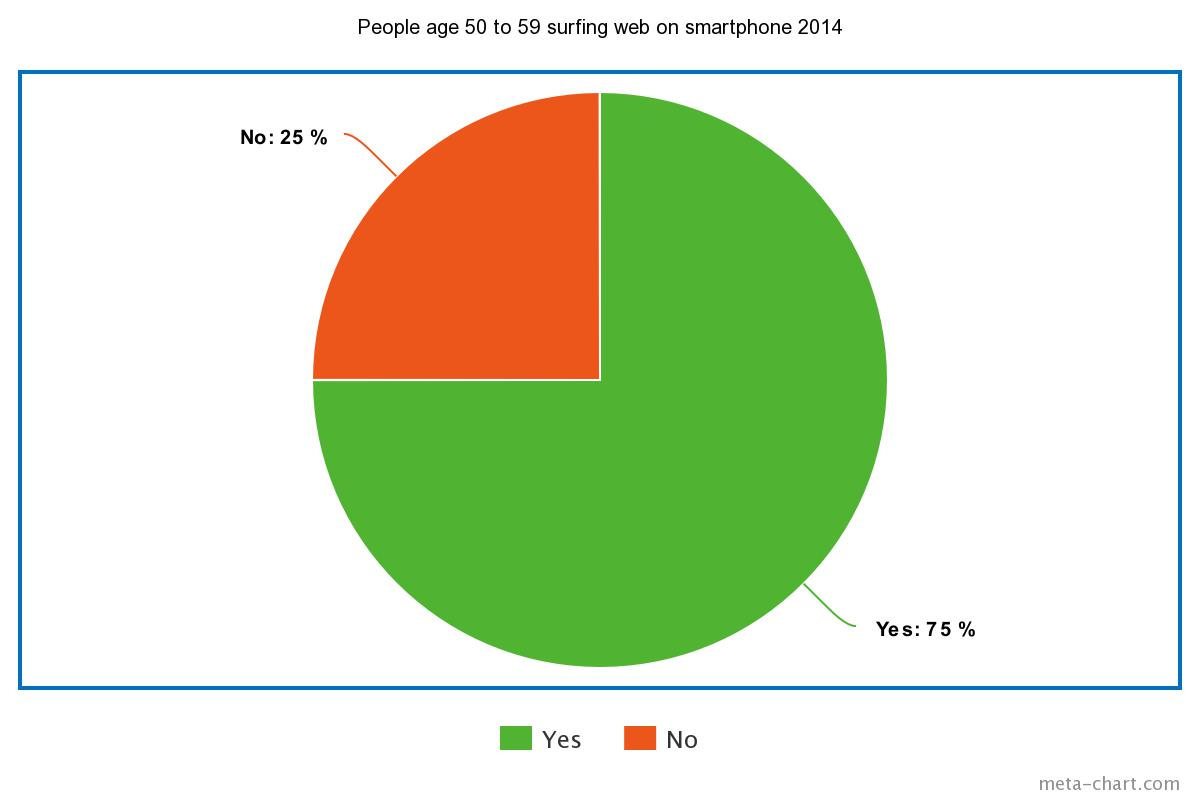 People age 50 to 59 surfing web on smartphone 2014
No: 25 %
Yes: 75 %
Yes
No
meta-chart.com